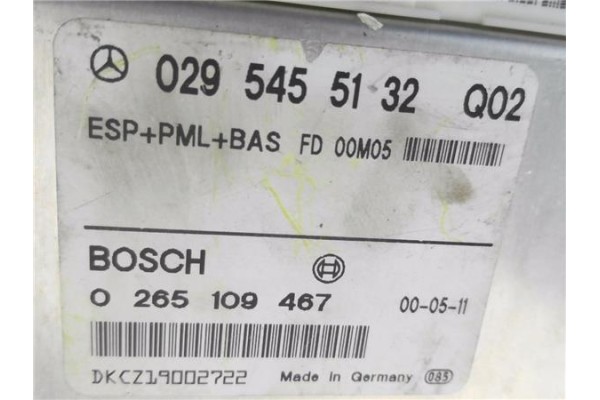 029 545 51 32 Q02
ESP+PML+BAS FD 00M05
BOSCH
0 265 109 467 00-05-11
DKCZ19002722 Made in Germany 085